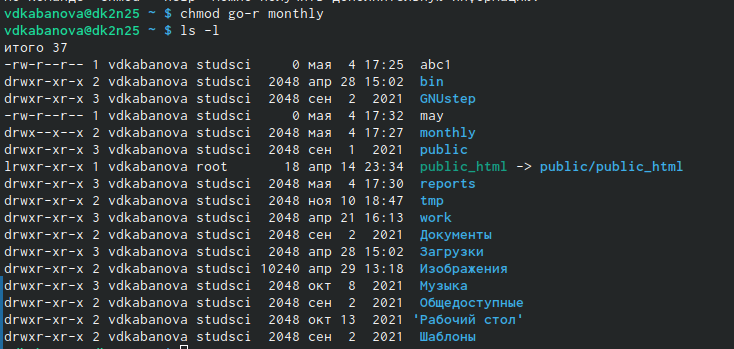 vdkabanova@dk2n25 ~ $ chmod go-r monthly
vdkabanova@dk2n25 ~ $ ls -l
итого 37
-rw-r--r-- 1 vdkabanova studsci     0 мая  4 17:25  abc1
drwxr-xr-x 2 vdkabanova studsci  2048 апр 28 15:02  bin
drwxr-xr-x 3 vdkabanova studsci  2048 сен  2  2021  GNUstep
-rw-r--r-- 1 vdkabanova studsci     0 мая  4 17:32  may
drwx--x--x 2 vdkabanova studsci  2048 мая  4 17:27  monthly
drwxr-xr-x 3 vdkabanova studsci  2048 сен  1  2021  public
lrwxr-xr-x 1 vdkabanova root       18 апр 14 23:34  public_html -> public/public_html
drwxr-xr-x 3 vdkabanova studsci  2048 мая  4 17:30  reports
drwxr-xr-x 2 vdkabanova studsci  2048 ноя 10 18:47  tmp
drwxr-xr-x 3 vdkabanova studsci  2048 апр 21 16:13  work
drwxr-xr-x 2 vdkabanova studsci  2048 сен  2  2021  Документы
drwxr-xr-x 3 vdkabanova studsci  2048 апр 28 15:02  Загрузки
drwxr-xr-x 2 vdkabanova studsci 10240 апр 29 13:18  Изображения
drwxr-xr-x 3 vdkabanova studsci  2048 окт  8  2021  Музыка
drwxr-xr-x 2 vdkabanova studsci  2048 сен  2  2021  Общедоступные
drwxr-xr-x 2 vdkabanova studsci  2048 окт 13  2021 'Рабочий стол'
drwxr-xr-x 2 vdkabanova studsci  2048 сен  2  2021  Шаблоны